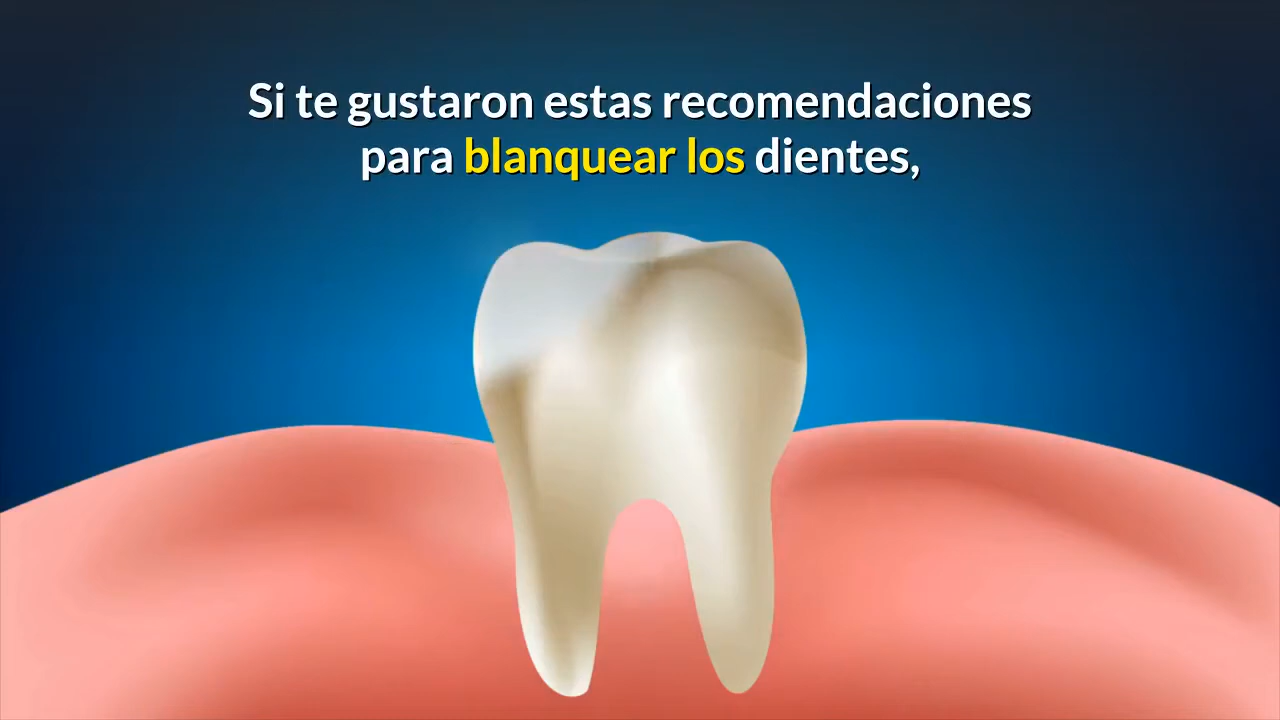 Si te gustaron estas recomendaciones
para blanquear los dientes,